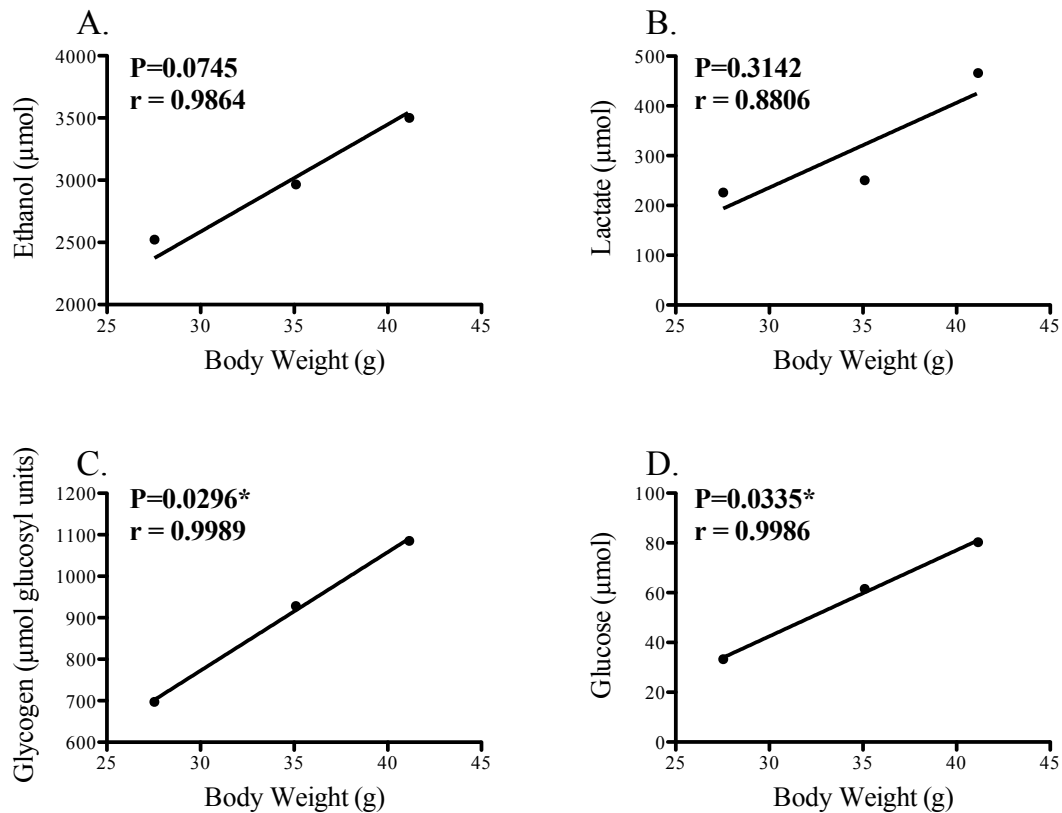 A.
P=0.0745
r = 0.9864
4000
3500
3000
2500
2000
Ethanol (µmol)
25 30 35 40 45
Body Weight (g)
B.
P=0.3142
r = 0.8806
500
400
300
200
100
0
Lactate (µmol)
25 30 35 40 45
Body Weight (g)
C.
P=0.0296*
r = 0.9989
1200
1100
1000
900
800
700
600
Glycogen (µmol glucosyl units)
25 30 35 40 45
Body Weight (g)
D.
P=0.0335*
r = 0.9986
100
80
60
40
20
0
Glucose (µmol)
25 30 35 40 45
Body Weight (g)